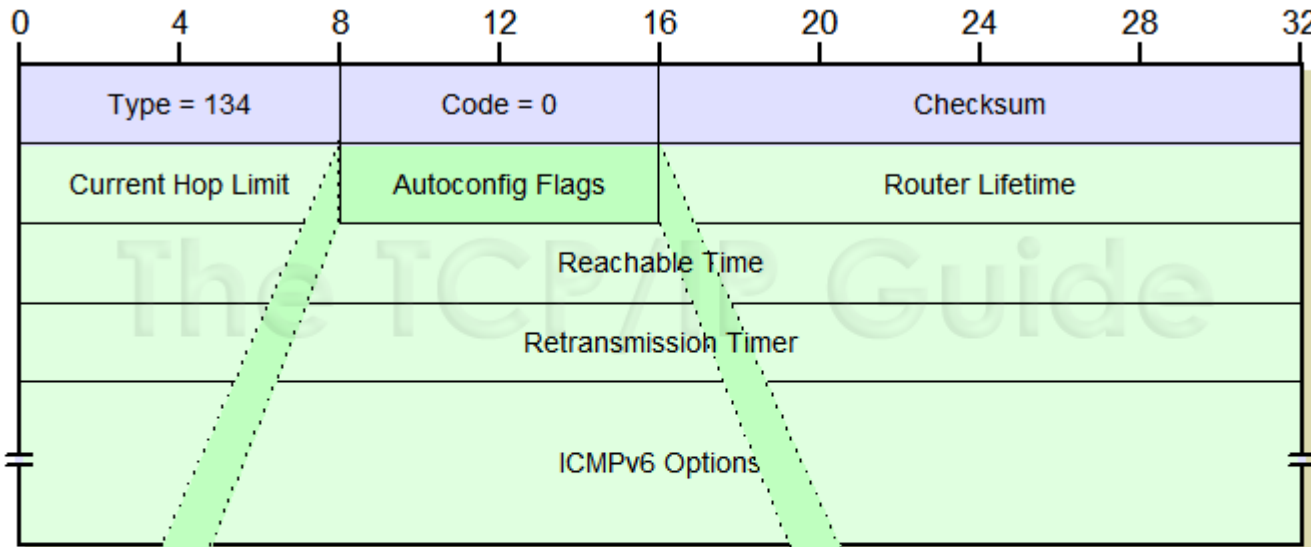 0 4 8 12 16 20 24 28 32
Type = 134 Code = 0 Checksum
Current Hop Limit Autoconfig Flags Router Lifetime
The TCP/IP Guide
Reachable Time
Retransmission Timer
ICMPv6 Options